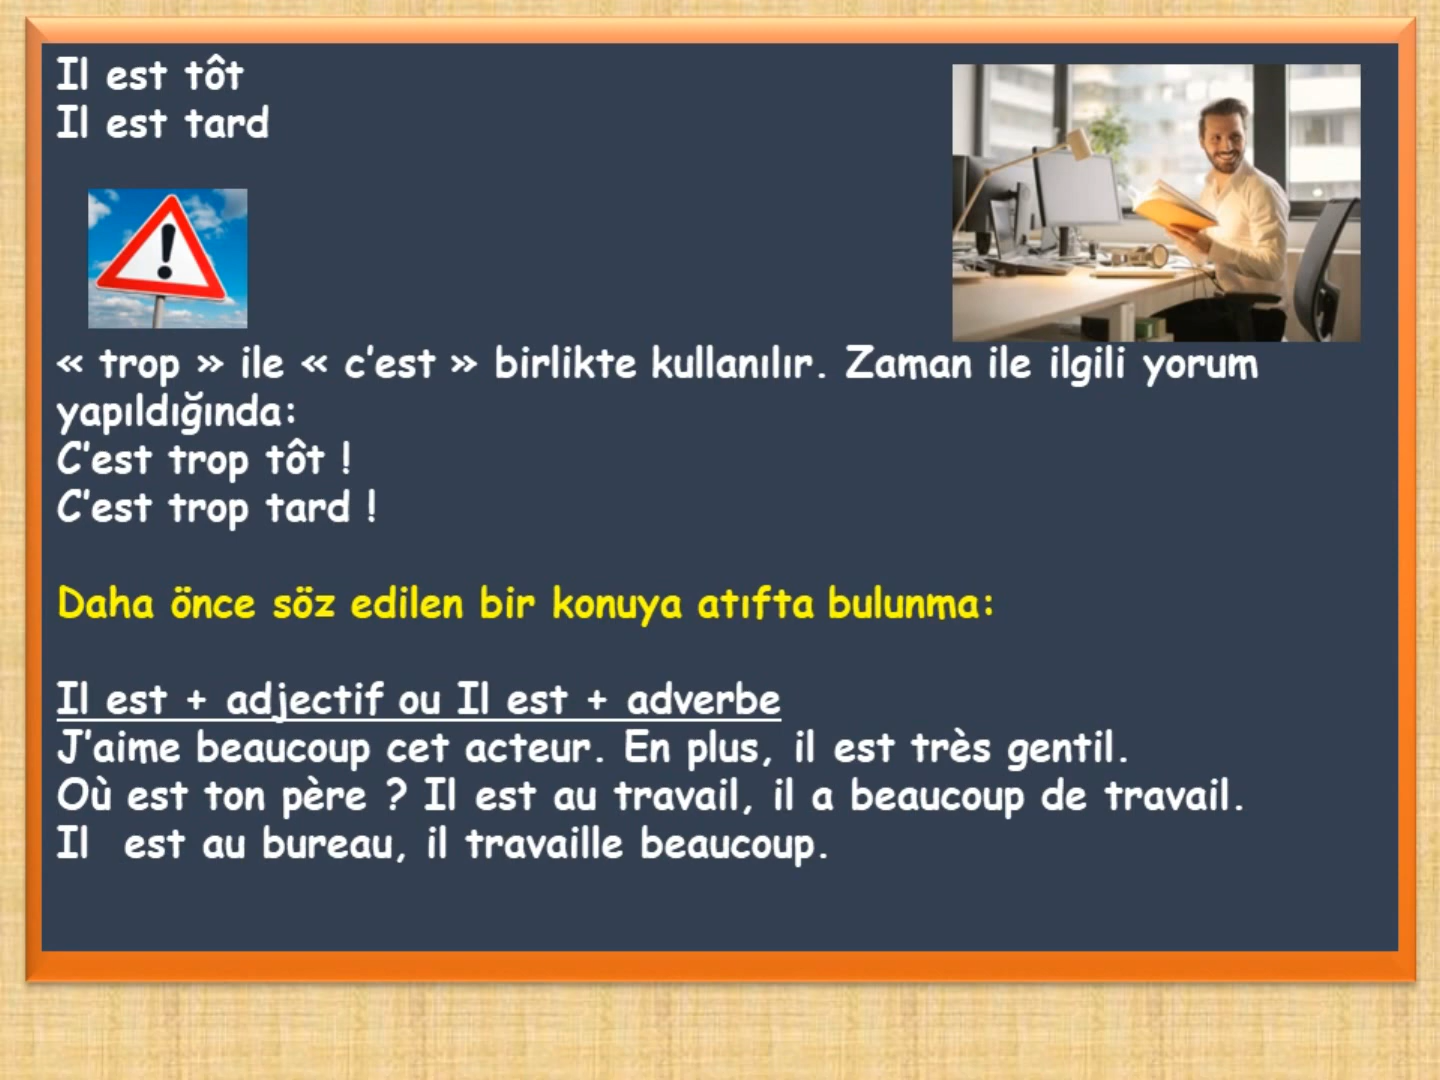 Il est tôt
Il est tard
« trop » ile « c’est » birlikte kullanılır. Zaman ile ilgili yorum
yapıldığında:
C’est trop tôt !
C’est trop tard !
Daha önce söz edilen bir konuya atıfta bulunma:
Il est + adjectif ou Il est + adverbe
J’aime beaucoup cet acteur. En plus, il est très gentil.
Où est ton père ? Il est au travail, il a beaucoup de travail.
Il est au bureau, il travaille beaucoup.